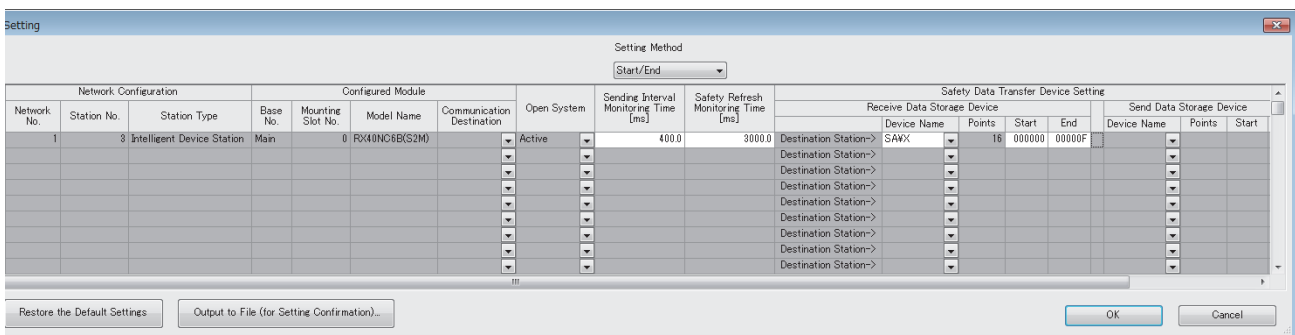 Setting
Setting Method
Start/End
Network Configuration Configured Module Open System Sending Interval Monitoring Time [ms] Safety Refresh Monitoring Time [ms] Safety Data Transfer Device Setting
Receive Data Storage Device Send Data Storage Device
Network No. Station No. Station Type Base No. Mounting Slot No. Model Name Communication Destination Device Name Points Start End Device Name Points Start
1 3 Intelligent Device Station Main 0 RX40NC6B(S2M) Active 400.0 3000.0 Destination Station-> SA¥X 16 000000 00000F
Destination Station->
Destination Station->
Destination Station->
Destination Station->
Destination Station->
Destination Station->
Destination Station->
Destination Station->
Restore the Default Settings Output to File (for Setting Confirmation)... OK Cancel